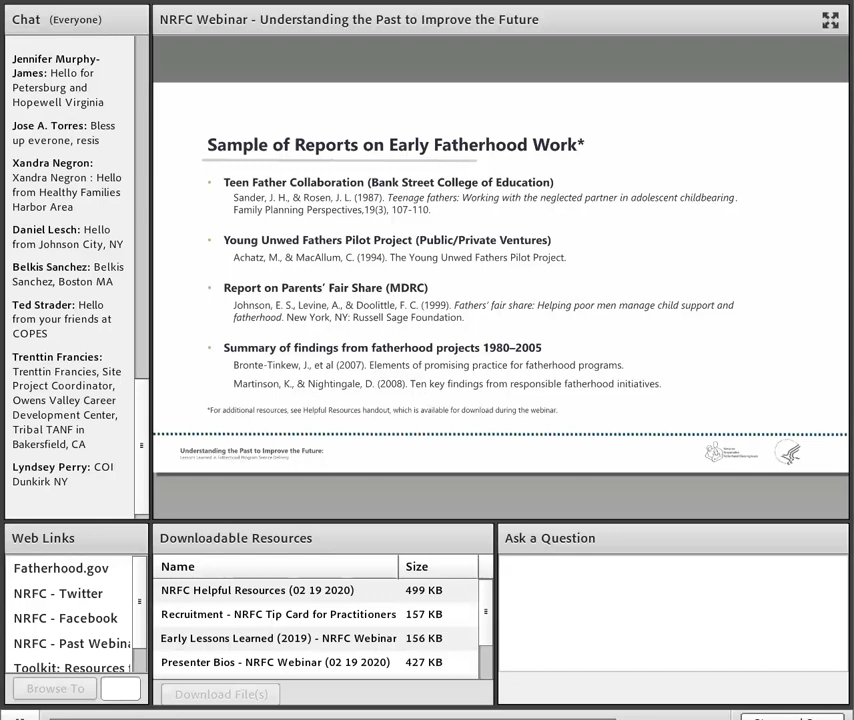 Chat (Everyone)
Jennifer Murphy-
James: Hello for
Petersburg and
Hopewell Virginia
Jose A. Torres: Bless
up everone, resis
Xandra Negron:
Xandra Negron : Hello
from Healthy Families
Harbor Area
Daniel Lesch: Hello
from Johnson City, NY
Belkis Sanchez: Belkis
Sanchez, Boston MA
Ted Strader: Hello
from your friends at
COPES
Trenttin Francies:
Trenttin Francies, Site
Project Coordinator,
Owens Valley Career
Development Center,
Tribal TANF in
Bakersfield, CA
Lyndsey Perry: COI
Dunkirk NY
NRFC Webinar - Understanding the Past to Improve the Future
Sample of Reports on Early Fatherhood Work*
• Teen Father Collaboration (Bank Street College of Education)
Sander, J. H., & Rosen, J. L. (1987). Teenage fathers: Working with the neglected partner in adolescent childbearing.
Family Planning Perspectives,19(3), 107-110.
• Young Unwed Fathers Pilot Project (Public/Private Ventures)
Achatz, M., & MacAllum, C. (1994). The Young Unwed Fathers Pilot Project.
• Report on Parents' Fair Share (MDRC)
Johnson, E. S., Levine, A., & Doolittle, F. C. (1999). Fathers' fair share: Helping poor men manage child support and
fatherhood. New York, NY: Russell Sage Foundation.
• Summary of findings from fatherhood projects 1980–2005
Bronte-Tinkew, J., et al (2007). Elements of promising practice for fatherhood programs.
Martinson, K., & Nightingale, D. (2008). Ten key findings from responsible fatherhood initiatives.
*For additional resources, see Helpful Resources handout, which is available for download during the webinar.
Understanding the Past to Improve the Future:
Web Links
Fatherhood.gov
NRFC - Twitter
NRFC - Facebook
NRFC - Past Webina
Toolkit: Resources
Browse To
Downloadable Resources
Name Size
NRFC Helpful Resources (02 19 2020) 499 KB
Recruitment - NRFC Tip Card for Practitioners 157 KB
Early Lessons Learned (2019) - NRFC Webinar 156 KB
Presenter Bios - NRFC Webinar (02 19 2020) 427 KB
Download File(s)
Ask a Question